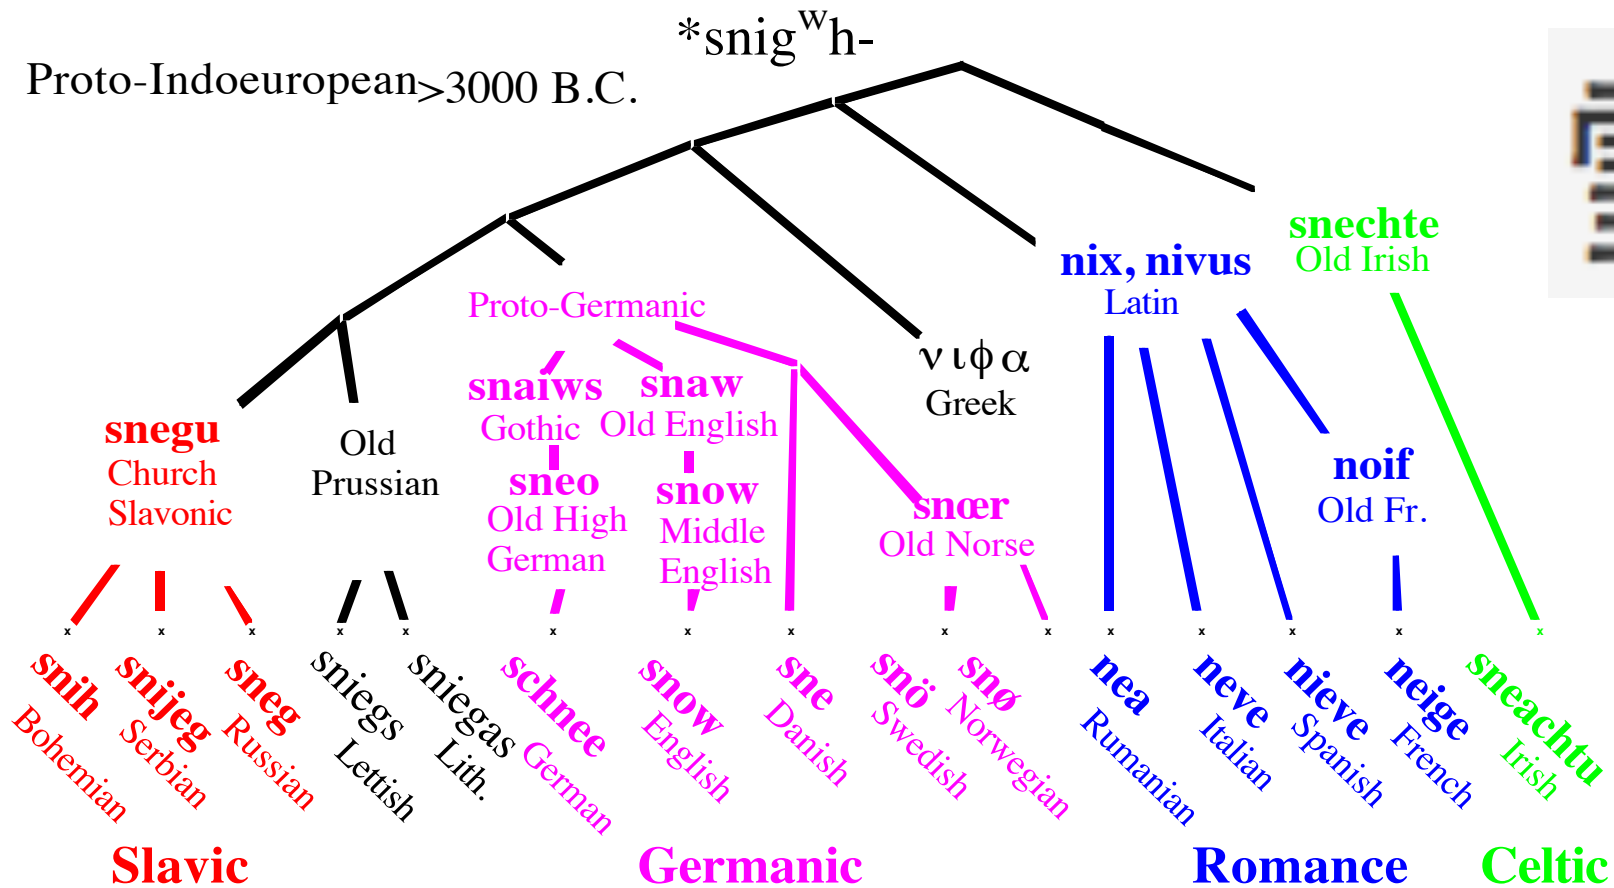 *snigʷh-
Proto-Indoeuropean>3000 B.C.
snechte
Old Irish
nix, nivus
Latin
Proto-Germanic
νιφα
Greek
snaiws
Gothic
snaw
Old English
snegu
Church
Slavonic
Old
Prussian
sneo
Old High
German
snow
Middle
English
snœr
Old Norse
noif
Old Fr.
x x x x x x x x x x x x x x x
snih
Bohemian
snijeg
Serbian
sneg
Russian
sniegs
Lettish
sniegas
Lith.
schnee
German
snow
English
sne
Danish
snö
Swedish
snø
Norwegian
nea
Rumanian
neve
Italian
nieve
Spanish
neige
French
sneachtu
Irish
Slavic
Germanic
Romance
Celtic